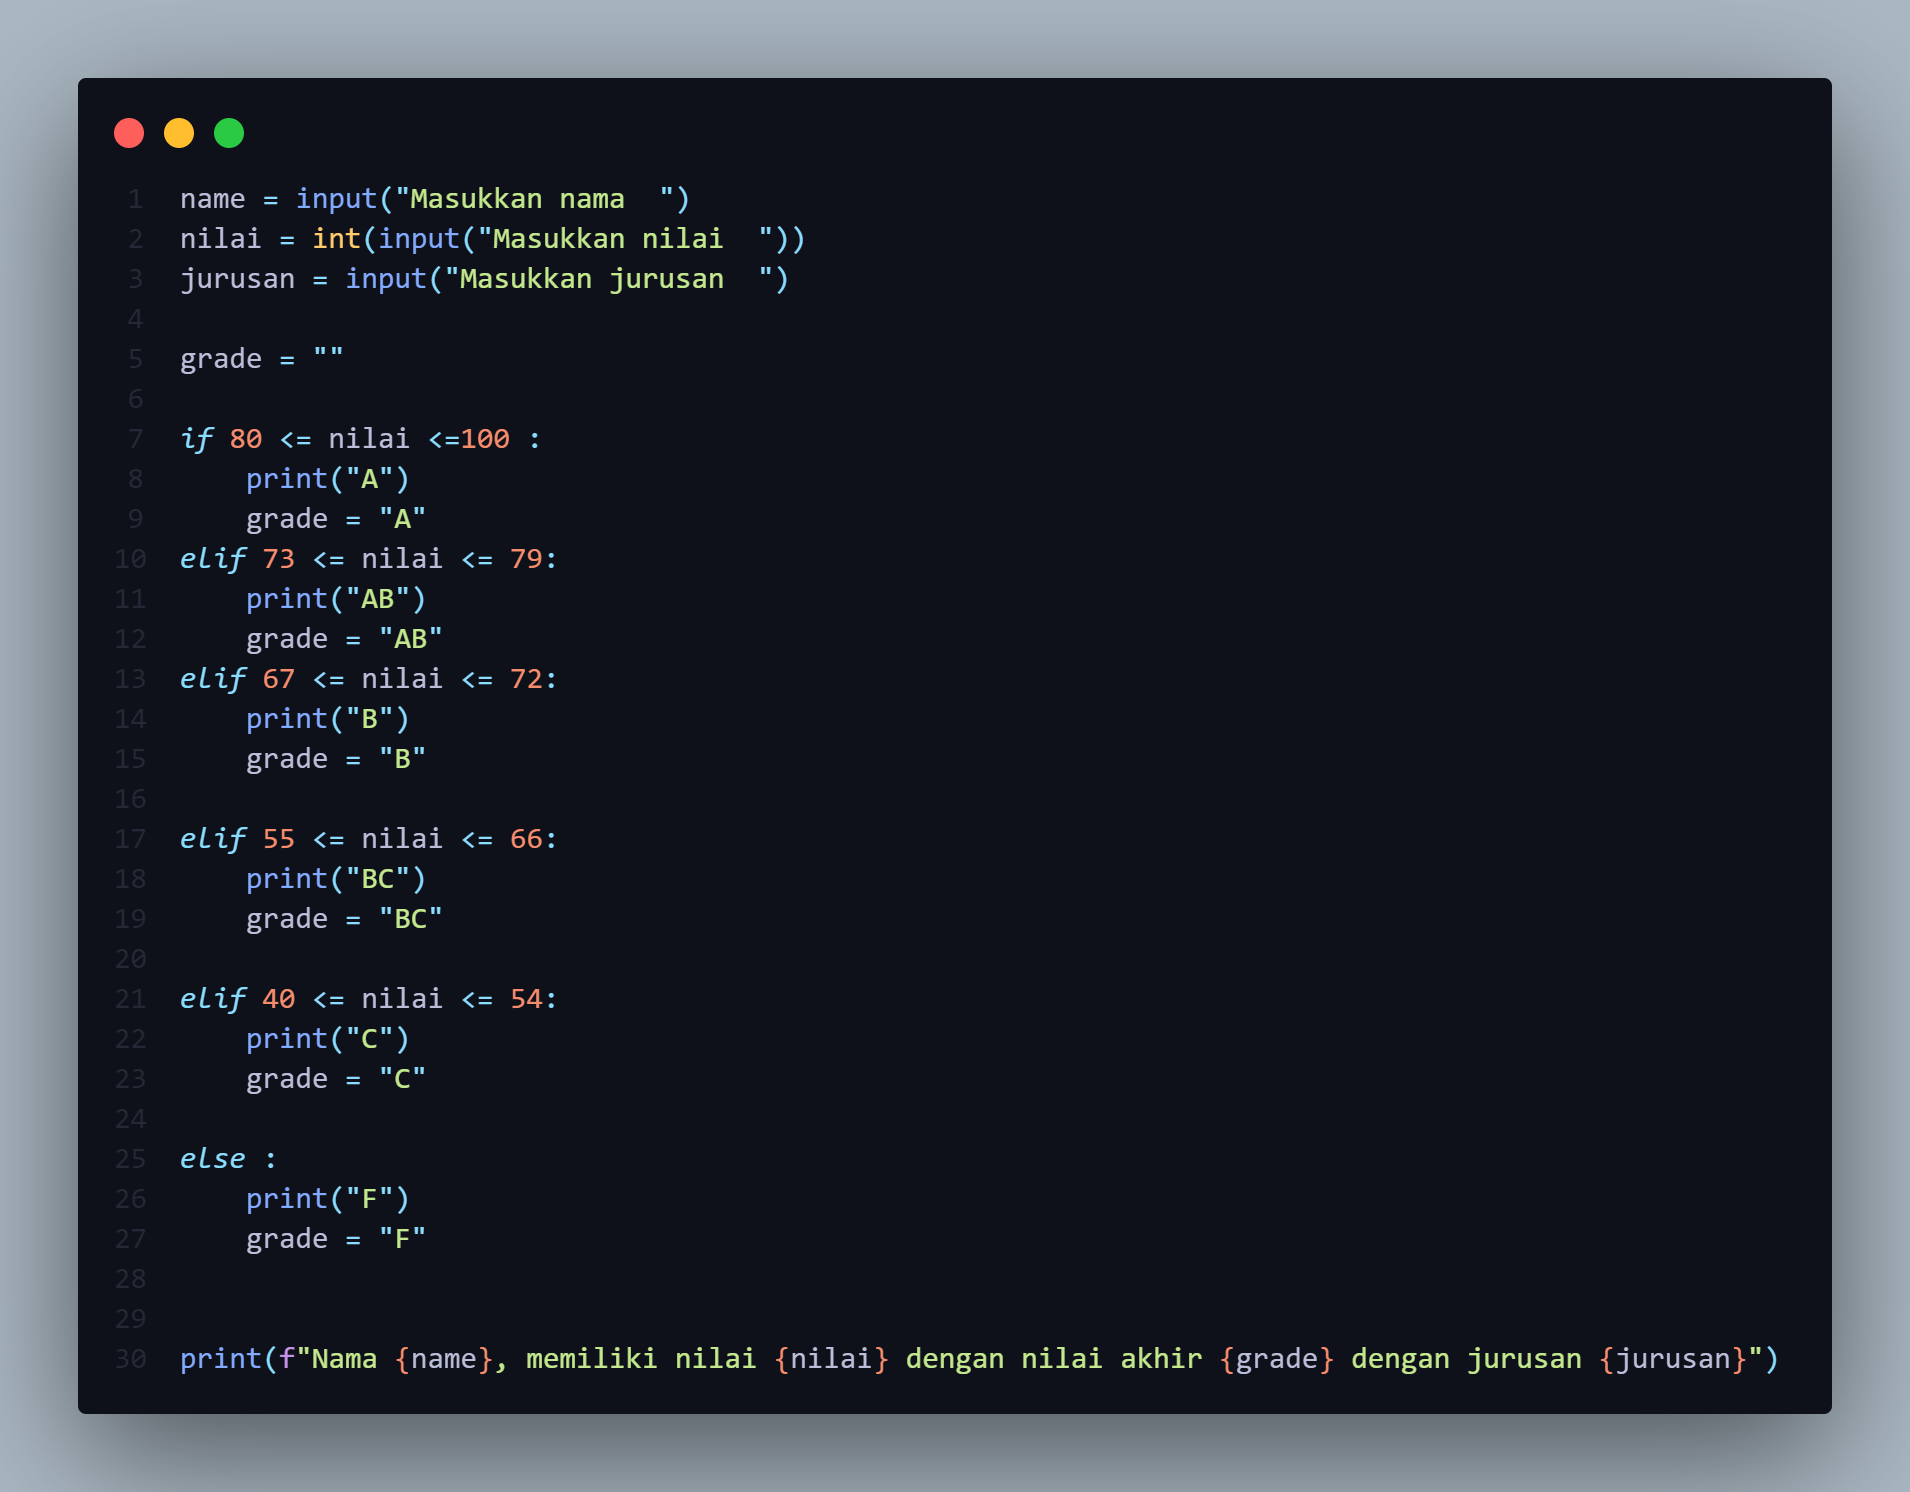 1 name = input("Masukkan nama  ")
2 nilai = int(input("Masukkan nilai  "))
3 jurusan = input("Masukkan jurusan  ")
4
5 grade = ""
6
7 if 80 <= nilai <=100 :
8     print("A")
9     grade = "A"
10 elif 73 <= nilai <= 79:
11     print("AB")
12     grade = "AB"
13 elif 67 <= nilai <= 72:
14     print("B")
15     grade = "B"
16
17 elif 55 <= nilai <= 66:
18     print("BC")
19     grade = "BC"
20
21 elif 40 <= nilai <= 54:
22     print("C")
23     grade = "C"
24
25 else :
26     print("F")
27     grade = "F"
28
29
30 print(f"Nama {name}, memiliki nilai {nilai} dengan nilai akhir {grade} dengan jurusan {jurusan}")